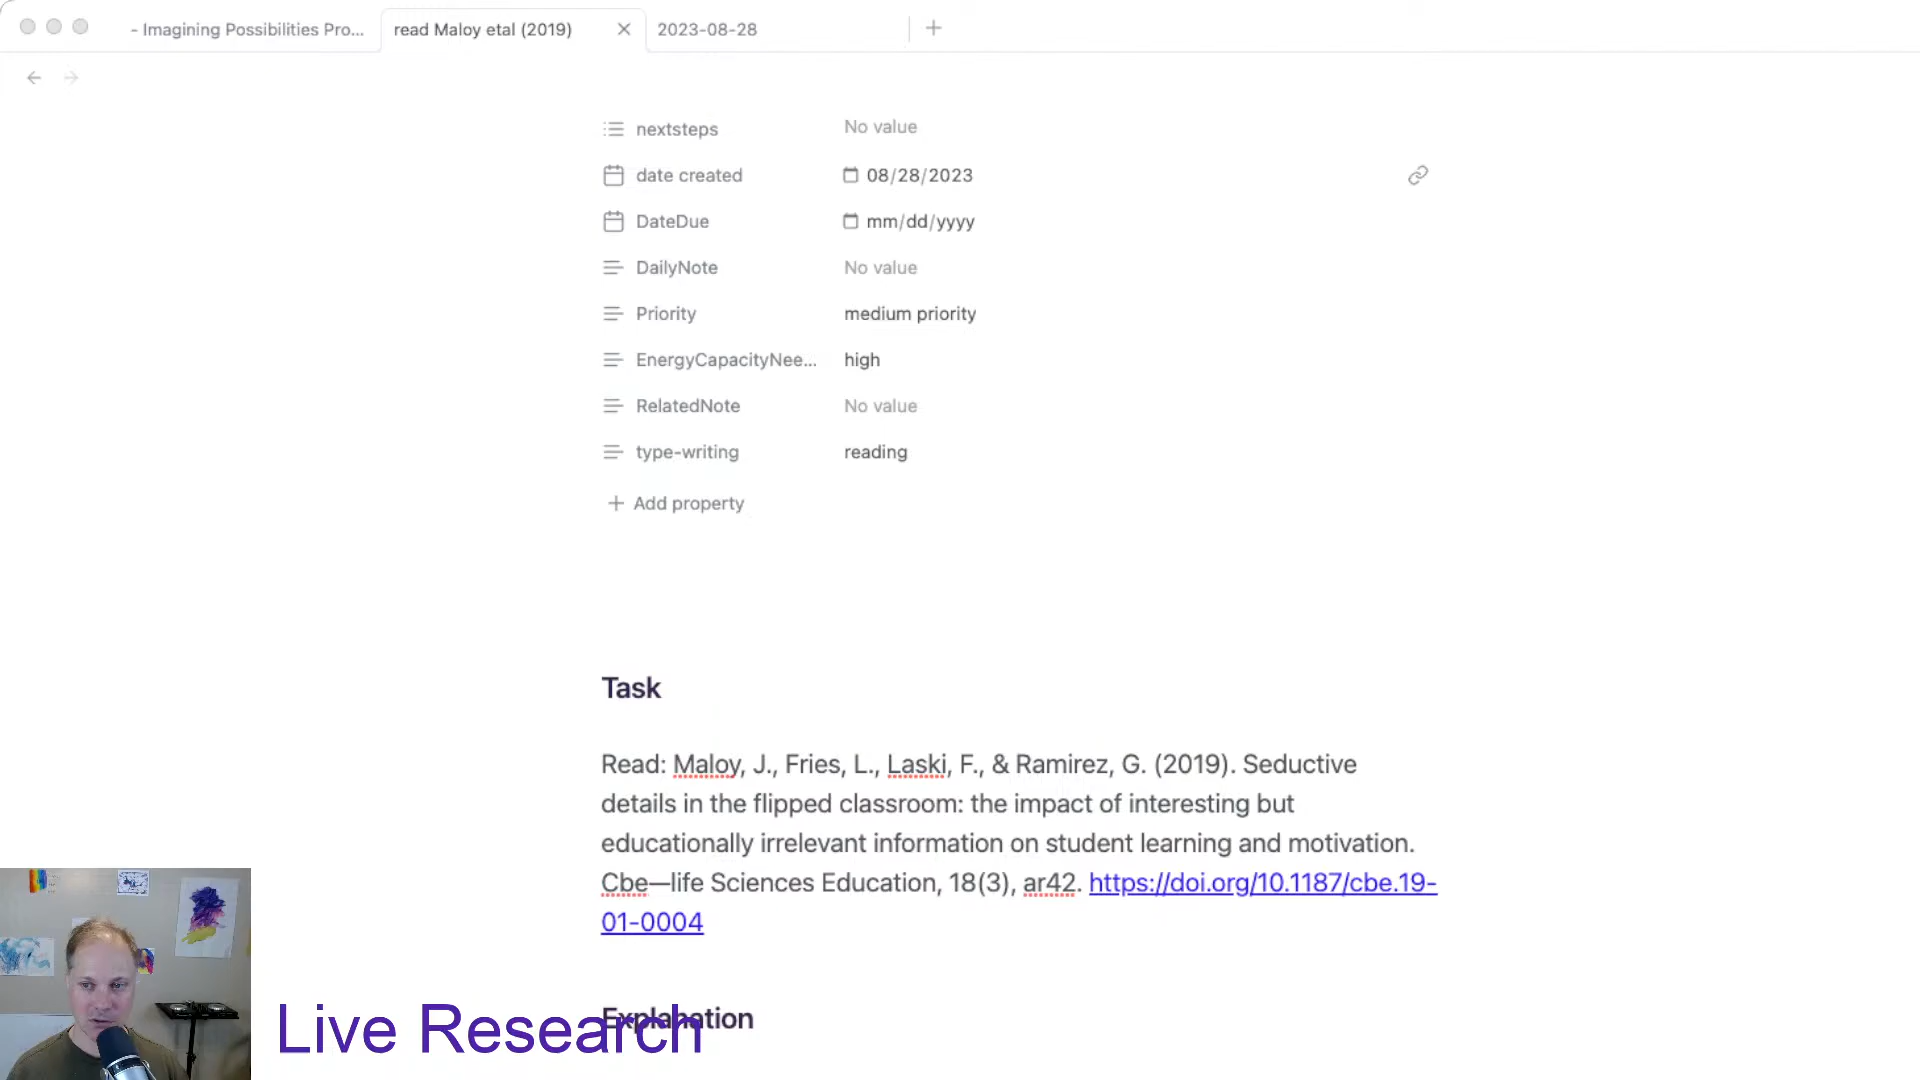 - Imagining Possibilities Pro...
read Maloy etal (2019)
2023-08-28
nextsteps No value
date created 08/28/2023
DateDue mm/dd/yyyy
DailyNote No value
Priority medium priority
EnergyCapacityNee... high
RelatedNote No value
type-writing reading
Add property
Task
Read: Maloy, J., Fries, L., Laski, F., & Ramirez, G. (2019). Seductive
details in the flipped classroom: the impact of interesting but
educationally irrelevant information on student learning and motivation.
Cbe—life Sciences Education, 18(3), ar42. https://doi.org/10.1187/cbe.19-
01-0004
Explanation
Live Research